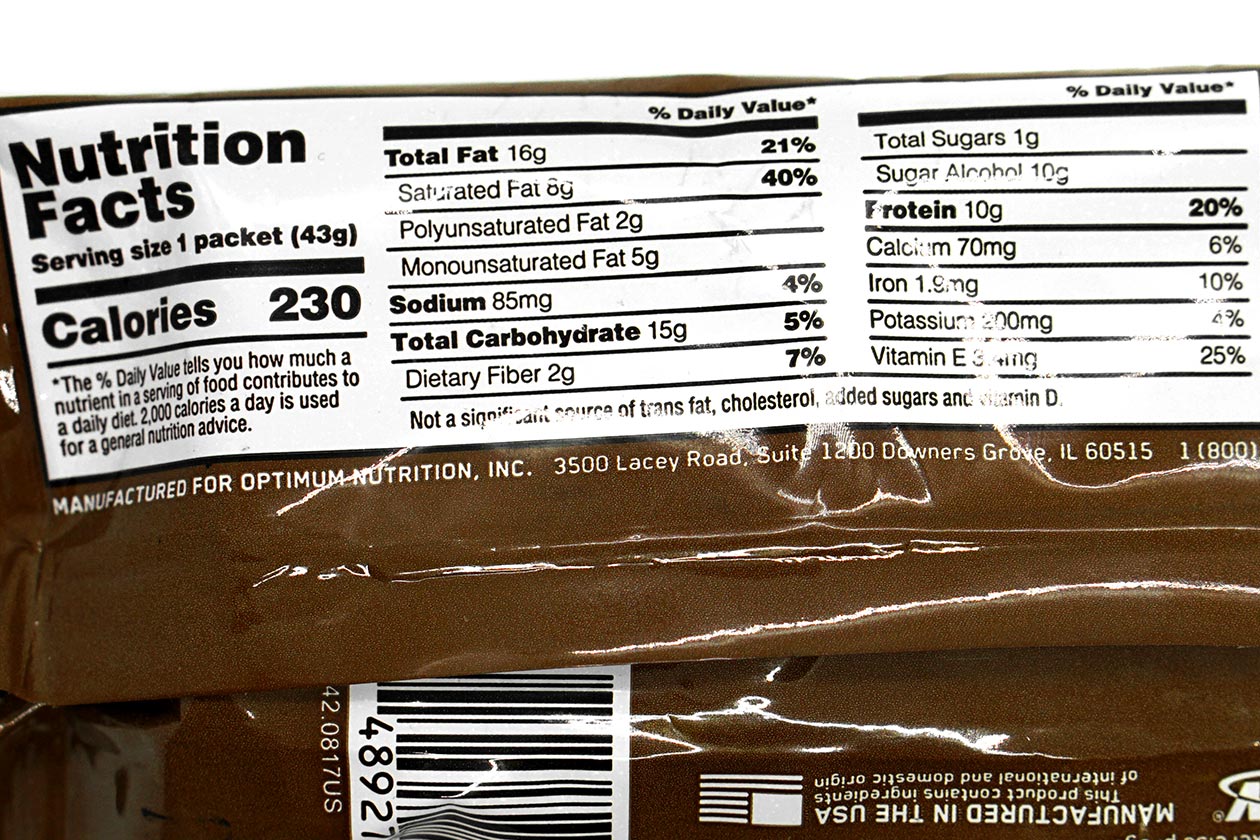 Nutrition
Facts
Serving size 1 packet (43g)
Calories 230
*The % Daily Value tells you how much a
nutrient in a serving of food contributes to
a daily diet. 2,000 calories a day is used
for a general nutrition advice.
% Daily Value*
Total Fat 16g 21%
Saturated Fat 8g 40%
Polyunsaturated Fat 2g
Monounsaturated Fat 5g
Sodium 85mg 4%
Total Carbohydrate 15g 5%
Dietary Fiber 2g 7%
% Daily Value*
Total Sugars 1g
Sugar Alcohol 10g
Protein 10g 20%
Calcium 70mg 6%
Iron 1.9mg 10%
Potassium 200mg 4%
Vitamin E 25%
Not a significant source of trans fat, cholesterol, added sugars and vitamin D.
MANUFACTURED FOR OPTIMUM NUTRITION, INC. 3500 Lacey Road, Suite 1200 Downers Grove, IL 60515 1 (800)
42.0817US
48927
MANUFACTURED IN THE USA
This product contains ingredients
of international and domestic origin